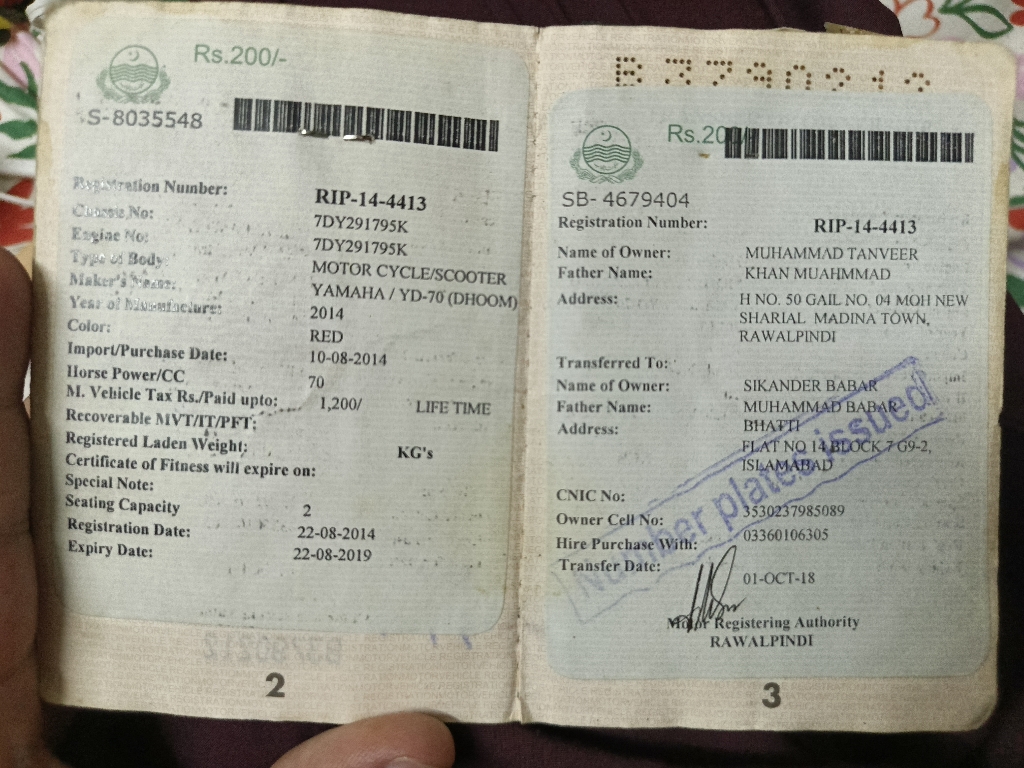 Rs.200/-
S-8035548
Registration Number: RIP-14-4413
Chassis No: 7DY291795K
Engine No: 7DY291795K
Type of Body: MOTOR CYCLE/SCOOTER
Maker's Name: YAMAHA / YD-70 (DHOOM)
Year of Manufacture: 2014
Color: RED
Import/Purchase Date: 10-08-2014
Horse Power/CC 70
M. Vehicle Tax Rs./Paid upto: 1,200/ LIFE TIME
Recoverable MVT/IT/PFT:
Registered Laden Weight: KG's
Certificate of Fitness will expire on:
Special Note:
Seating Capacity 2
Registration Date: 22-08-2014
Expiry Date: 22-08-2019
2
B3790212
Rs.200/-
SB- 4679404
Registration Number: RIP-14-4413
Name of Owner: MUHAMMAD TANVEER
Father Name: KHAN MUAHMMAD
Address: H NO. 50 GAIL NO. 04 MOH NEW
SHARIAL MADINA TOWN,
RAWALPINDI
Transferred To:
Name of Owner: SIKANDER BABAR
Father Name: MUHAMMAD BABAR
BHATTI
Address: FLAT NO 14 BLOCK 7 G9-2,
ISLAMABAD
CNIC No: 3530237985089
Owner Cell No: 03360106305
Hire Purchase With:
Transfer Date: 01-OCT-18
Number plates issued
Motor Registering Authority
RAWALPINDI
3